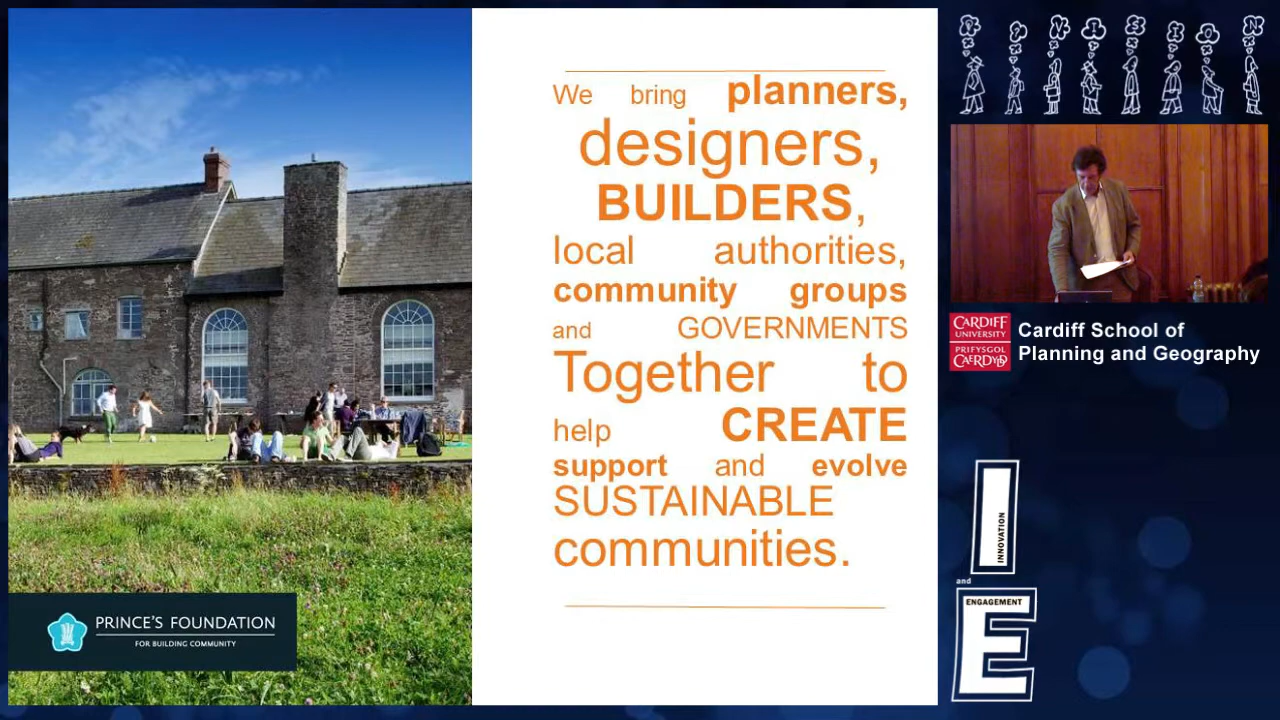 We bring planners,
designers,
BUILDERS,
local authorities,
community groups
and GOVERNMENTS
Together to
help CREATE
support and evolve
SUSTAINABLE
communities.
PRINCE'S FOUNDATION
FOR BUILDING COMMUNITY
CARDIFF
UNIVERSITY
PRIFYSGOL
CAERDYDD
Cardiff School of
Planning and Geography
INNOVATION
I
and
ENGAGEMENT
E